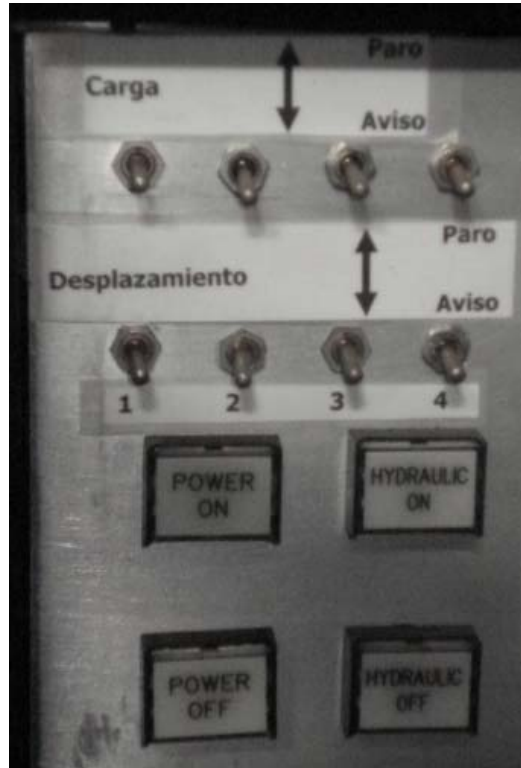 Paro
Carga
Aviso
Paro
Desplazamiento
Aviso
1 2 3 4
POWER
ON
HYDRAULIC
ON
POWER
OFF
HYDRAULIC
OFF